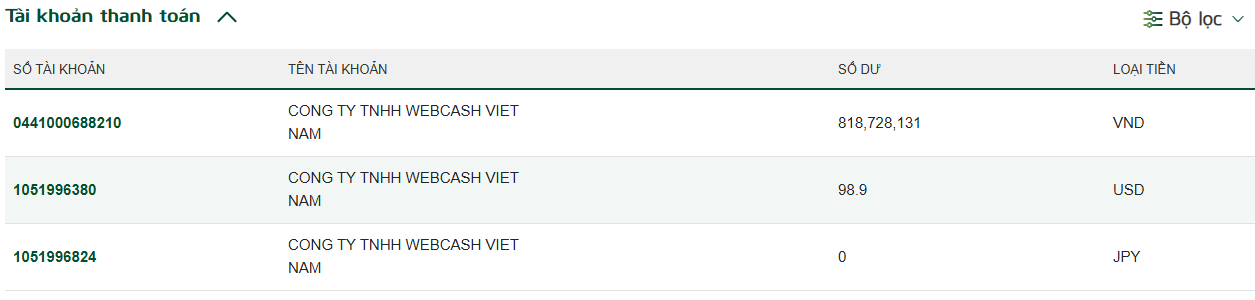 Tài khoản thanh toán
Bộ lọc
SỐ TÀI KHOẢN TÊN TÀI KHOẢN SỐ DƯ LOẠI TIỀN
CONG TY TNHH WEBCASH VIET
0441000688210 818,728,131 VND
NAM
CONG TY TNHH WEBCASH VIET
1051996380 98.9 USD
NAM
CONG TY TNHH WEBCASH VIET
1051996824 0 JPY
NAM